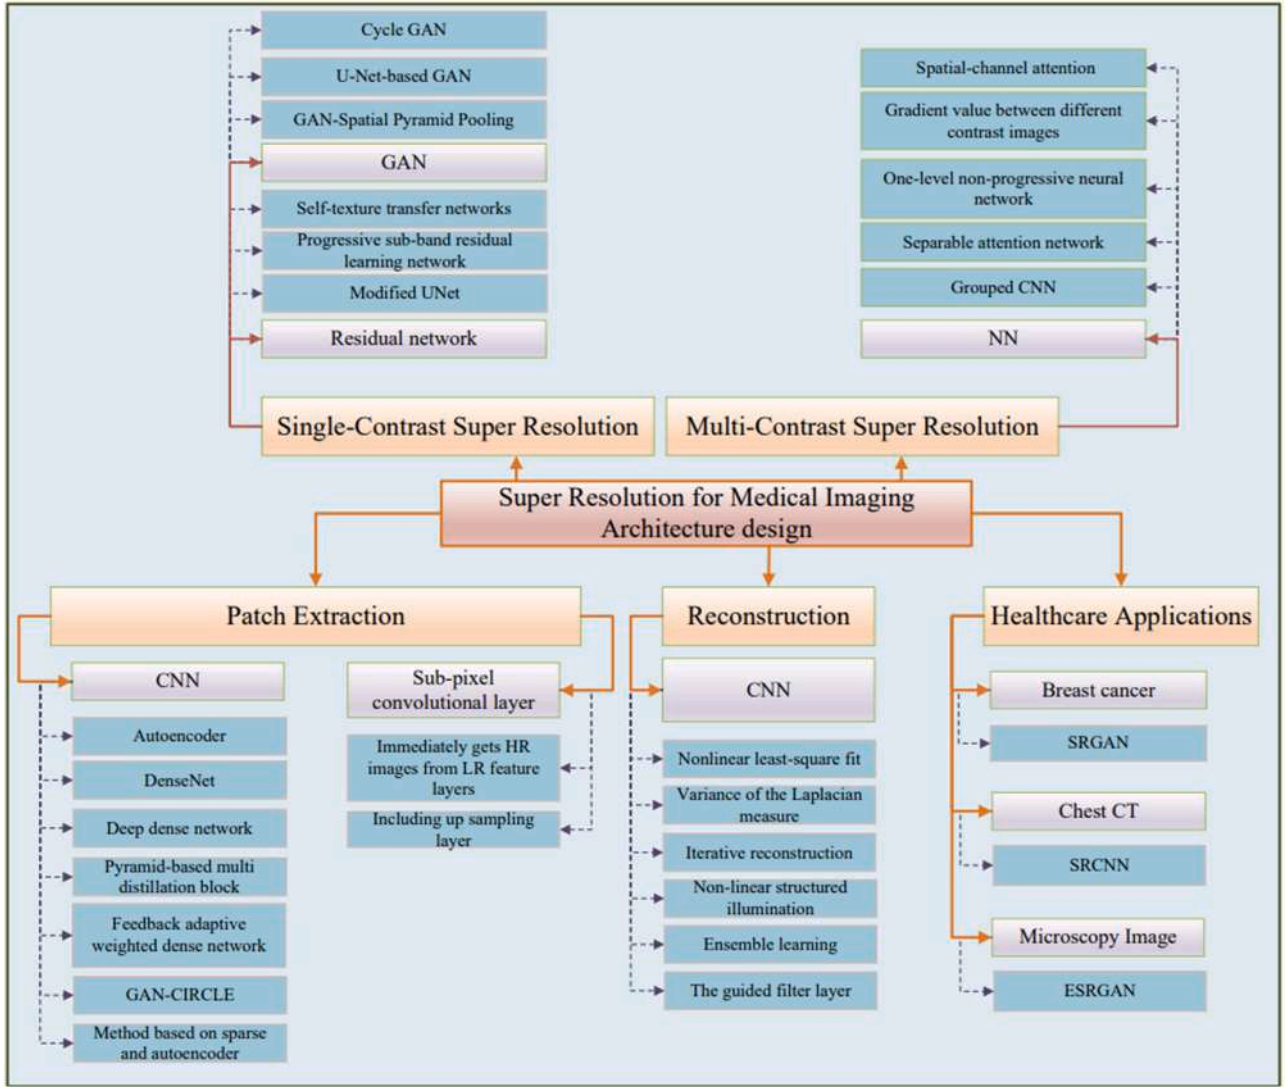 Cycle GAN
U-Net-based GAN
GAN-Spatial Pyramid Pooling
GAN
Self-texture transfer networks
Progressive sub-band residual
learning network
Modified UNet
Residual network
Single-Contrast Super Resolution
Spatial-channel attention
Gradient value between different
contrast images
One-level non-progressive neural
network
Separable attention network
Grouped CNN
NN
Multi-Contrast Super Resolution
Super Resolution for Medical Imaging
Architecture design
Patch Extraction
CNN
Autoencoder
DenseNet
Deep dense network
Pyramid-based multi
distillation block
Feedback adaptive
weighted dense network
GAN-CIRCLE
Method based on sparse
and autoencoder
Sub-pixel
convolutional layer
Immediately gets HR
images from LR feature
layers
Including up sampling
layer
Reconstruction
CNN
Nonlinear least-square fit
Variance of the Laplacian
measure
Iterative reconstruction
Non-linear structured
illumination
Ensemble learning
The guided filter layer
Healthcare Applications
Breast cancer
SRGAN
Chest CT
SRCNN
Microscopy Image
ESRGAN